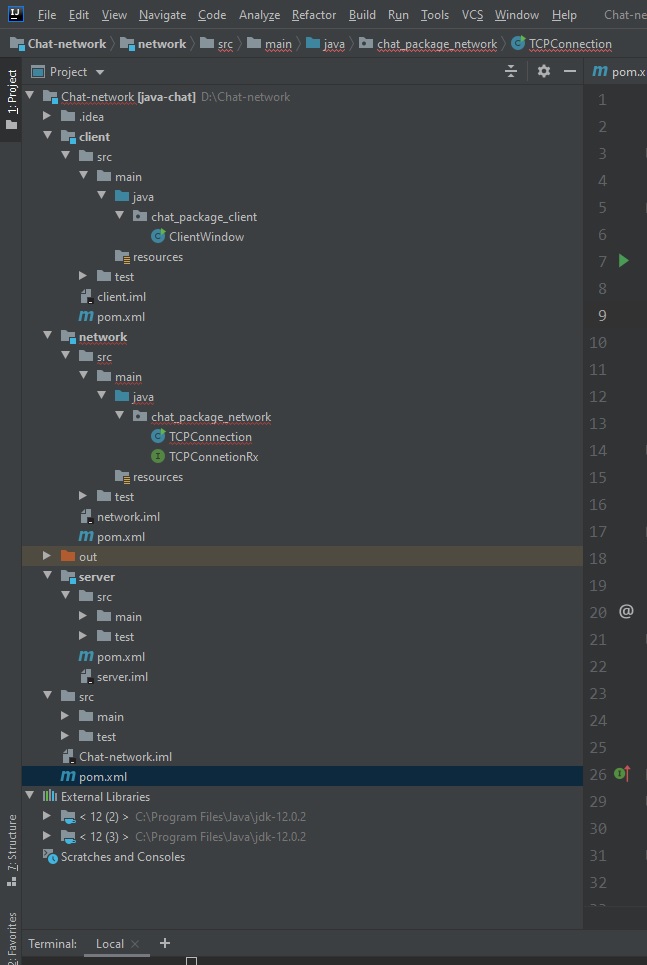 File Edit View Navigate Code Analyze Refactor Build Run Tools VCS Window Help Chat-ne
Chat-network network src main java chat_package_network TCPConnection
1: Project
Project
pom.x
Chat-network [java-chat] D:\Chat-network
.idea
client
src
main
java
chat_package_client
ClientWindow
resources
test
client.iml
pom.xml
network
src
main
java
chat_package_network
TCPConnection
TCPConnetionRx
resources
test
network.iml
pom.xml
out
server
src
main
test
pom.xml
server.iml
src
main
test
Chat-network.iml
pom.xml
External Libraries
< 12 (2) > C:\Program Files\Java\jdk-12.0.2
< 12 (3) > C:\Program Files\Java\jdk-12.0.2
Scratches and Consoles
1
2
3
4
5
6
7
8
9
10
11
12
13
14
15
16
17
18
19
20 @
21
22
23
24
25
26
29
30
31
32
7: Structure
2: Favorites
Terminal: Local × +